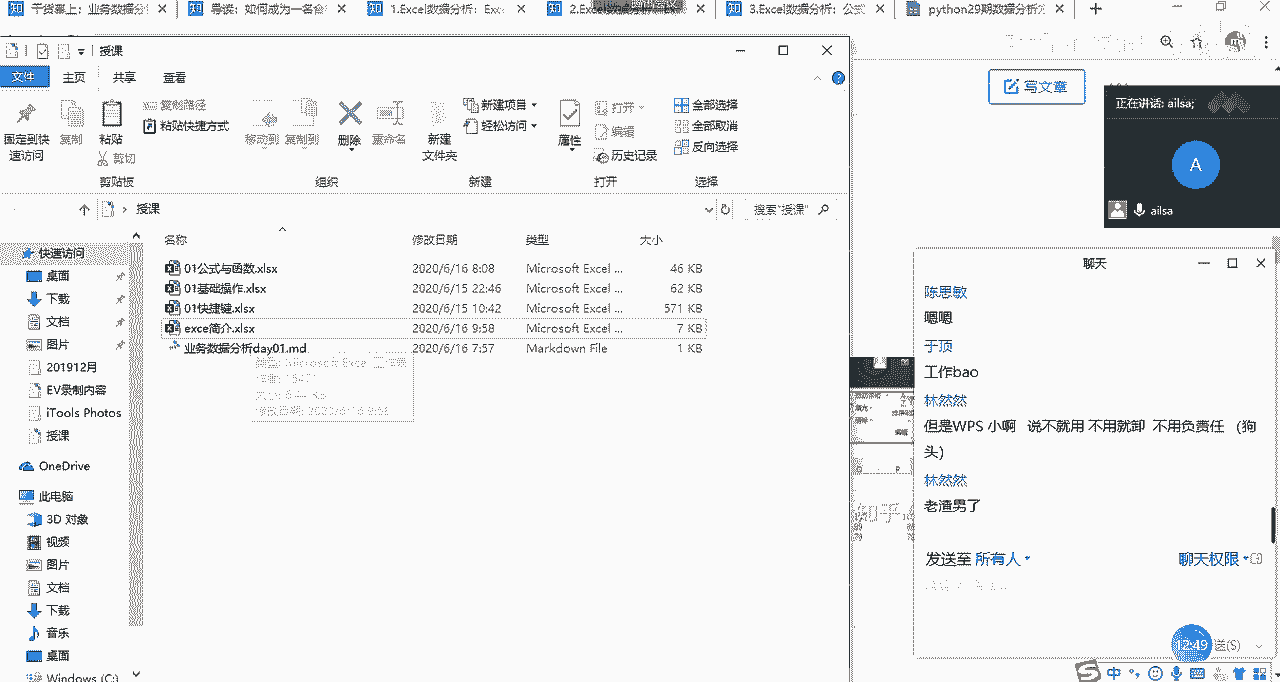 干货篇上：业务数据分
导读：如何成为一名合
1.Excel数据分析：Exc
2.Excel数据分析
3.Excel数据分析：公式
python29期数据分析
授课
文件 主页 共享 查看
固定到快速访问
复制
粘贴
复制路径
粘贴快捷方式
剪切
移动到
复制到
删除
重命名
新建文件夹
新建项目
轻松访问
属性
打开
编辑
历史记录
全部选择
全部取消
反向选择
剪贴板
组织
新建
打开
选择
授课
搜索"授课"
名称 修改日期 类型 大小
01公式与函数.xlsx 2020/6/16 8:08 Microsoft Excel ... 46 KB
01基础操作.xlsx 2020/6/15 22:46 Microsoft Excel ... 62 KB
01快捷键.xlsx 2020/6/15 10:42 Microsoft Excel ... 571 KB
exce简介.xlsx 2020/6/16 9:58 Microsoft Excel ... 7 KB
业务数据分析day01.md 2020/6/16 7:57 Markdown File 1 KB
快速访问
桌面
下载
文档
图片
201912月
EV录制内容
iTools Photos
授课
OneDrive
此电脑
3D 对象
视频
图片
文档
下载
音乐
桌面
Windows (C:)
写文章
正在讲话: ailsa;
A
ailsa
聊天
陈思敏
嗯嗯
于顶
工作bao
林然然
但是WPS 小啊 说不就用 不用就卸 不用负责任 (狗
头)
林然然
老渣男了
发送至 所有人
聊天权限
12:49
送(S)
中